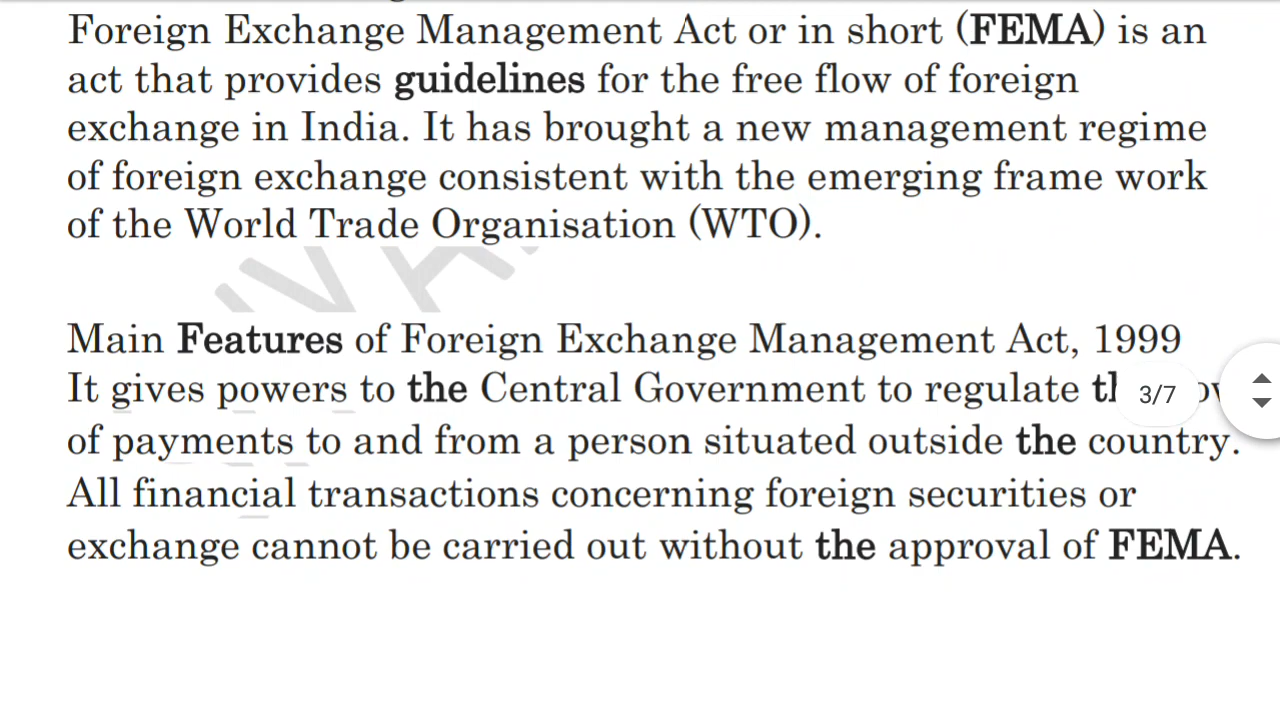 Foreign Exchange Management Act or in short (FEMA) is an
act that provides guidelines for the free flow of foreign
exchange in India. It has brought a new management regime
of foreign exchange consistent with the emerging frame work
of the World Trade Organisation (WTO).
Main Features of Foreign Exchange Management Act, 1999
It gives powers to the Central Government to regulate
3/7
of payments to and from a person situated outside the country.
All financial transactions concerning foreign securities or
exchange cannot be carried out without the approval of FEMA.